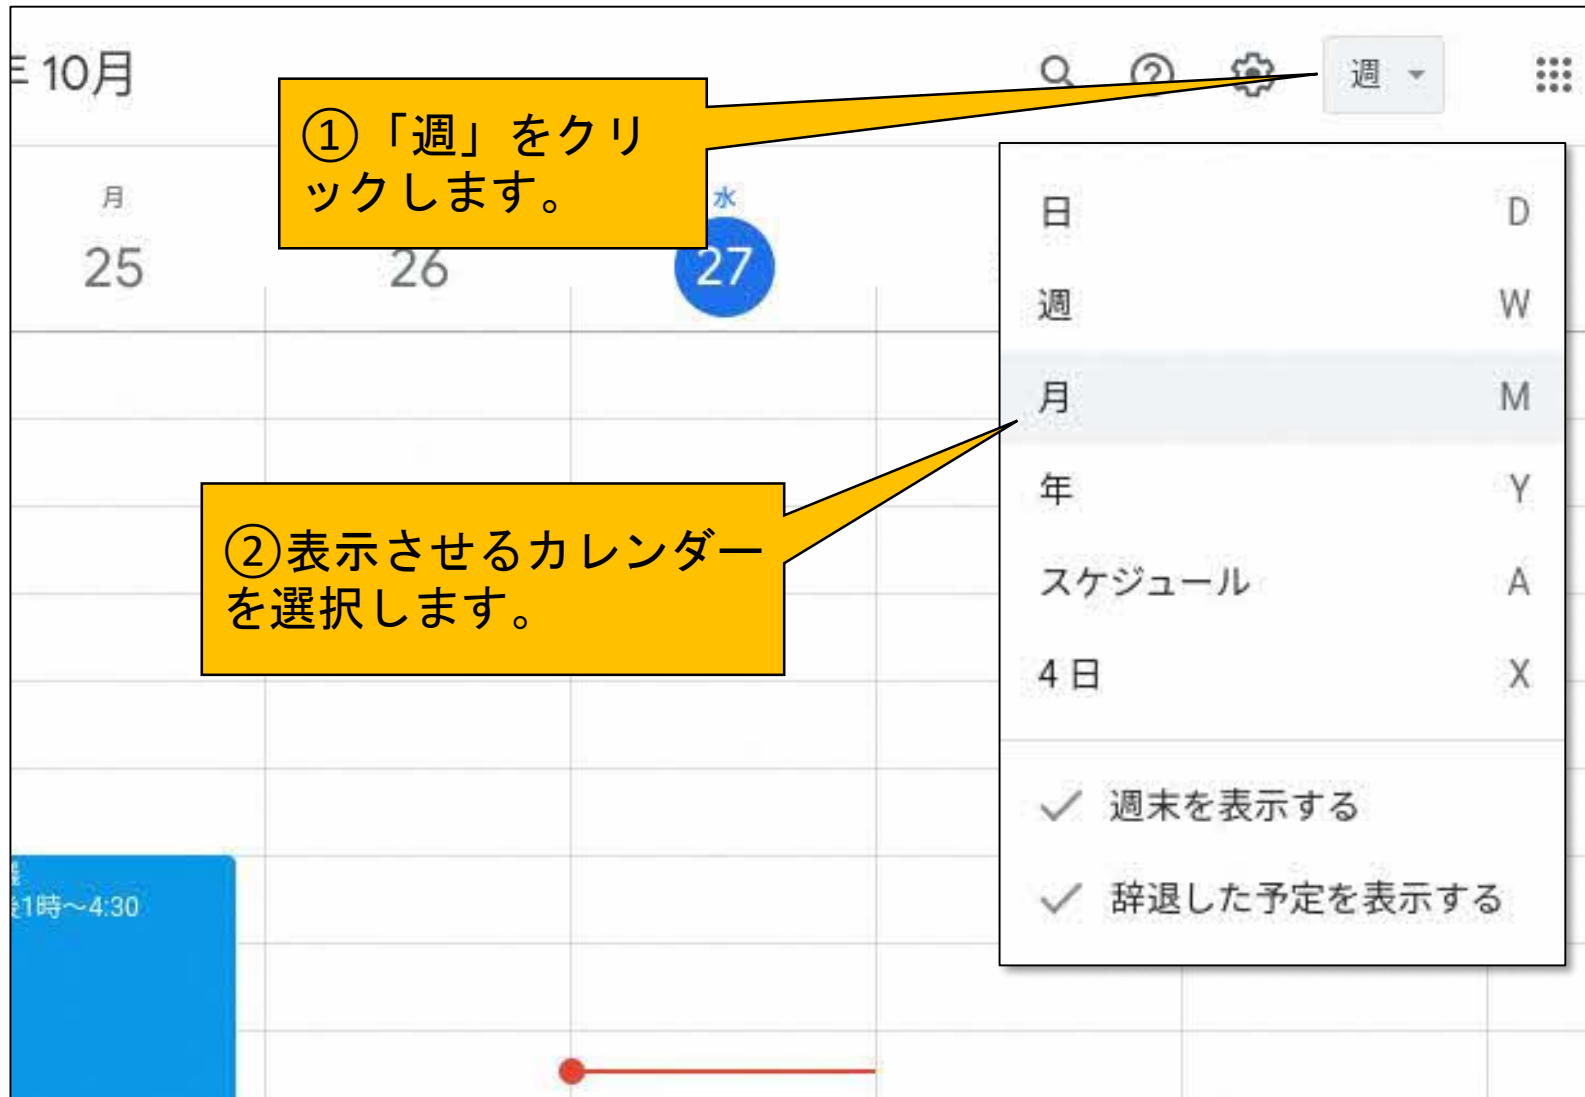 10月
週
①「週」をクリ
ックします。
月
25
26
水
27
日 D
週 W
月 M
年 Y
スケジュール A
4 日 X
②表示させるカレンダー
を選択します。
週末を表示する
辞退した予定を表示する
1時～4:30